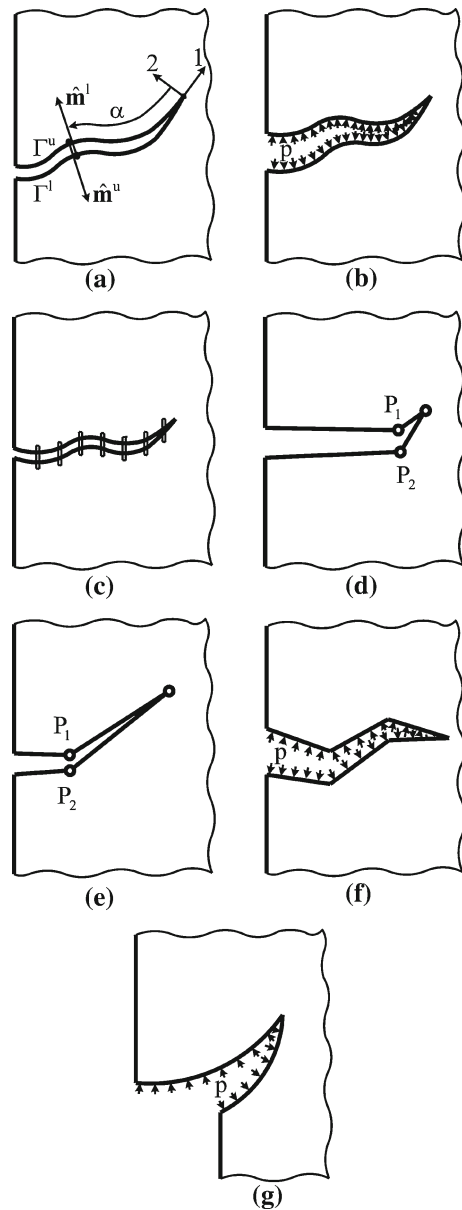 2 1
m̂ˡ
α
Γᵘ
Γˡ
m̂ᵘ
(a)
p
(b)
(c)
P₁
P₂
(d)
P₁
P₂
(e)
p
(f)
p
(g)